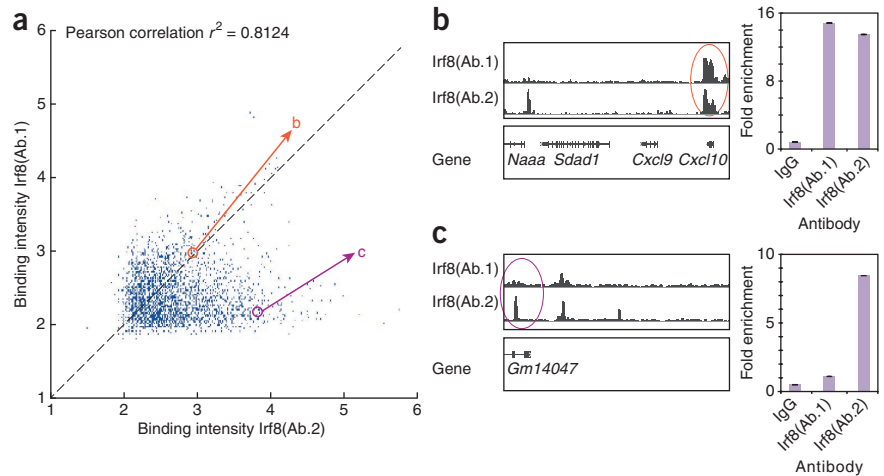 a
Pearson correlation r² = 0.8124
6
5
4
3
2
1
Binding intensity Irf8(Ab.1)
b
c
1 2 3 4 5 6
Binding intensity Irf8(Ab.2)
b
Irf8(Ab.1)
Irf8(Ab.2)
Gene
Naaa Sdad1 Cxcl9 Cxcl10
Fold enrichment
16
12
8
4
0
IgG
Irf8(Ab.1)
Irf8(Ab.2)
Antibody
c
Irf8(Ab.1)
Irf8(Ab.2)
Gene
Gm14047
Fold enrichment
10
5
0
IgG
Irf8(Ab.1)
Irf8(Ab.2)
Antibody